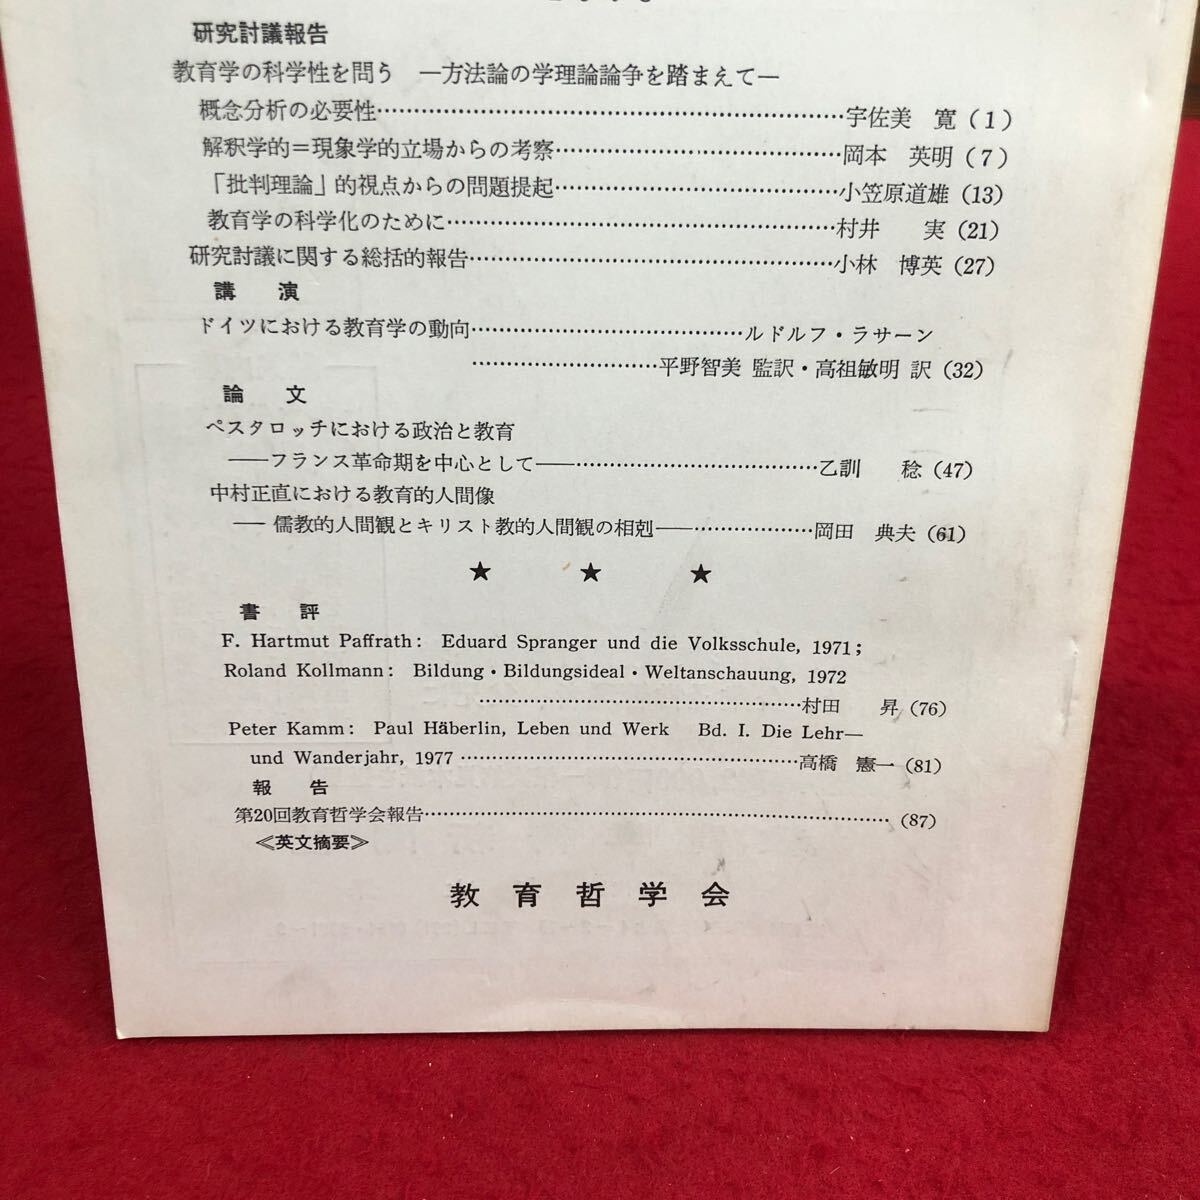 研究討議報告
教育学の科学性を問う ―方法論の学理論論争を踏まえて―
概念分析の必要性……………………………………………宇佐美 寛(1)
解釈学的＝現象学的立場からの考察……………………………岡本 英明(7)
「批判理論」的視点からの問題提起……………………………小笠原道雄(13)
教育学の科学化のために……………………………………村井 実(21)
研究討議に関する総括的報告…………………………………小林 博英(27)
講 演
ドイツにおける教育学の動向…………………………ルドルフ・ラサーン
……………………平野智美 監訳・高祖敏明 訳(32)
論 文
ペスタロッチにおける政治と教育
――フランス革命期を中心として――……………………………乙訓 稔(47)
中村正直における教育的人間像
――儒教的人間観とキリスト教的人間観の相剋――………………岡田 典夫(61)
★ ★ ★
書 評
F. Hartmut Paffrath: Eduard Spranger und die Volksschule, 1971;
Roland Kollmann: Bildung・Bildungsideal・Weltanschauung, 1972
……………………………………村田 昇(76)
Peter Kamm: Paul Häberlin, Leben und Werk Bd. I. Die Lehr―
und Wanderjahr, 1977……………………………………高橋 憲一(81)
報 告
第20回教育哲学会報告……………………………………………(87)
≪英文摘要≫
教育哲学会